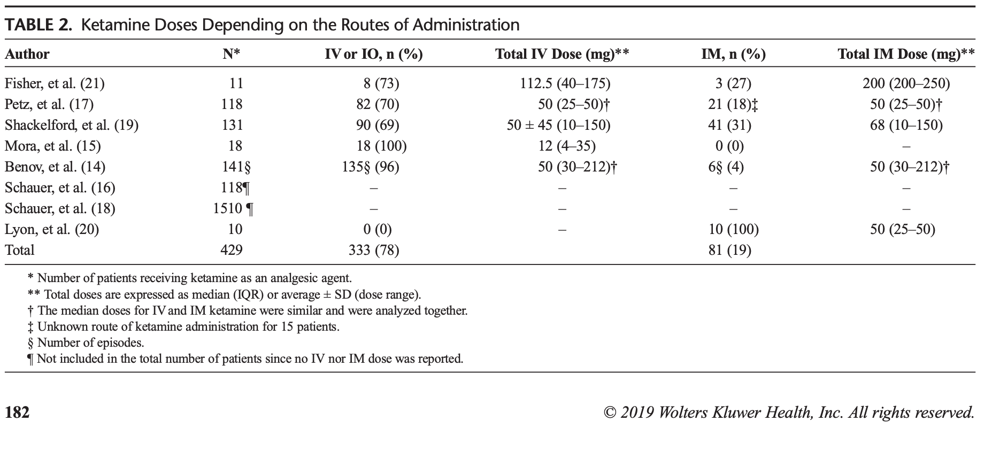 TABLE 2. Ketamine Doses Depending on the Routes of Administration
Author N* IV or IO, n (%) Total IV Dose (mg)** IM, n (%) Total IM Dose (mg)**
Fisher, et al. (21) 11 8 (73) 112.5 (40–175) 3 (27) 200 (200–250)
Petz, et al. (17) 118 82 (70) 50 (25–50)† 21 (18)‡ 50 (25–50)†
Shackelford, et al. (19) 131 90 (69) 50 ± 45 (10–150) 41 (31) 68 (10–150)
Mora, et al. (15) 18 18 (100) 12 (4–35) 0 (0) –
Benov, et al. (14) 141§ 135§ (96) 50 (30–212)† 6§ (4) 50 (30–212)†
Schauer, et al. (16) 118¶ – – – –
Schauer, et al. (18) 1510 ¶ – – – –
Lyon, et al. (20) 10 0 (0) – 10 (100) 50 (25–50)
Total 429 333 (78) 81 (19)
* Number of patients receiving ketamine as an analgesic agent.
** Total doses are expressed as median (IQR) or average ± SD (dose range).
† The median doses for IV and IM ketamine were similar and were analyzed together.
‡ Unknown route of ketamine administration for 15 patients.
§ Number of episodes.
¶ Not included in the total number of patients since no IV nor IM dose was reported.
182 © 2019 Wolters Kluwer Health, Inc. All rights reserved.